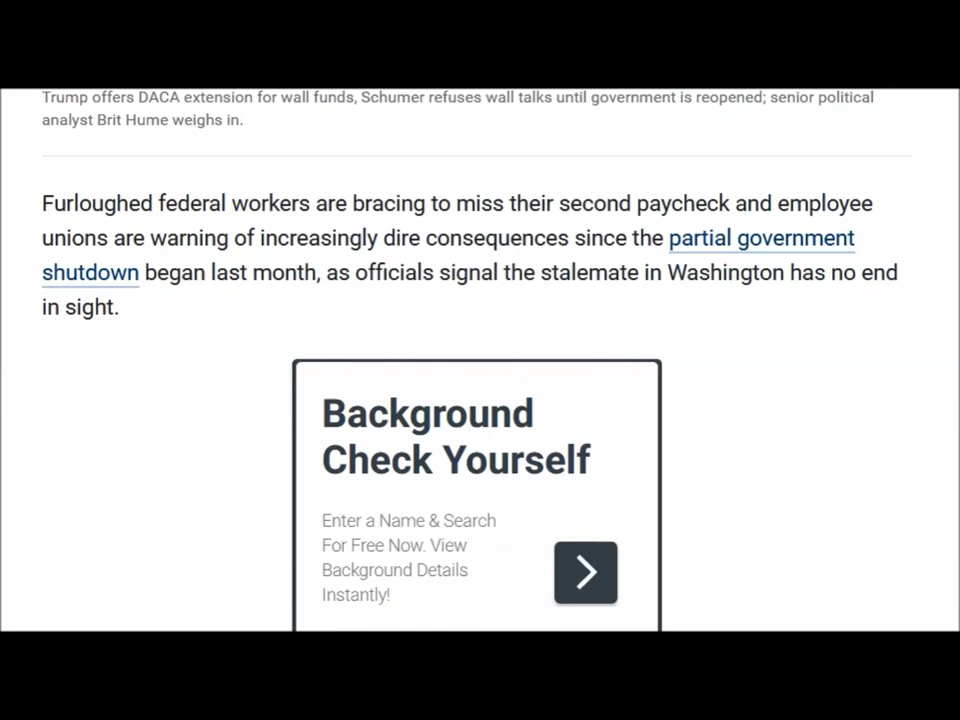 Trump offers DACA extension for wall funds, Schumer refuses wall talks until government is reopened; senior political
analyst Brit Hume weighs in.
Furloughed federal workers are bracing to miss their second paycheck and employee
unions are warning of increasingly dire consequences since the partial government
shutdown began last month, as officials signal the stalemate in Washington has no end
in sight.
Background
Check Yourself
Enter a Name & Search
For Free Now. View
Background Details
Instantly!